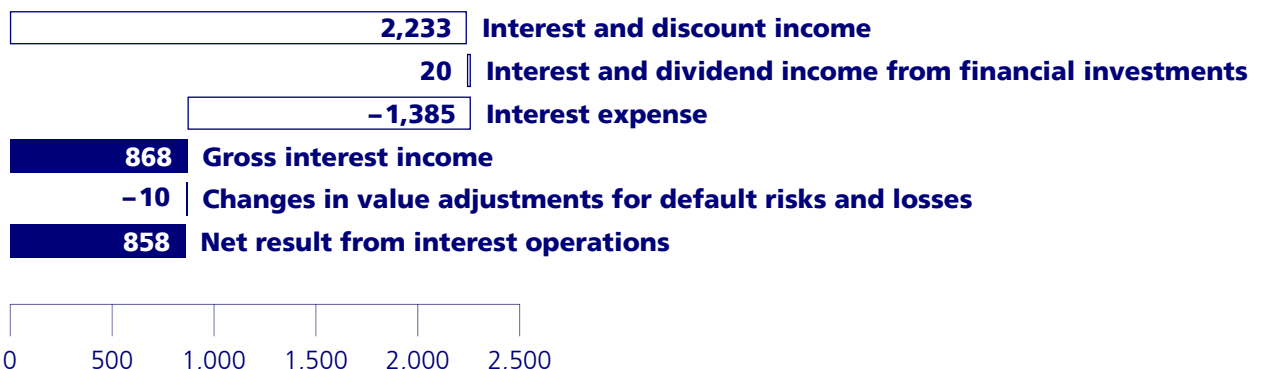 2,233 Interest and discount income
20 Interest and dividend income from financial investments
–1,385 Interest expense
868 Gross interest income
–10 Changes in value adjustments for default risks and losses
858 Net result from interest operations
0 500 1,000 1,500 2,000 2,500